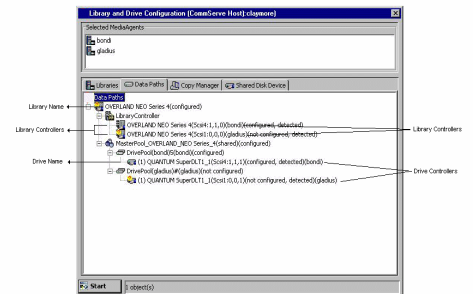 Library and Drive Configuration (CommServe Host):claymore)
Selected MediaAgents
bondi
gladius
Libraries Data Paths Copy Manager Shared Disk Device
Data Paths
Library Name OVERLAND NEO Series 4(configured)
LibraryController
OVERLAND NEO Series 4(Scsi4:1,1,0)(bondi)(configured, detected)
Library Controllers OVERLAND NEO Series 4(Scsi1:0,0,0)(gladius)(not configured, detected) Library Controllers
MasterPool_OVERLAND_NEO Series_4(shared)(configured)
DrivePool(bondi)5(bondi)(configured)
Drive Name (1) QUANTUM SuperDLT1_1(Scsi4:1,1,1)(configured, detected)(bondi)
DrivePool(gladius)#(gladius)(not configured) Drive Controllers
(1) QUANTUM SuperDLT1_1(Scsi1:0,0,1)(not configured, detected)(gladius)
Start 1 object(s)